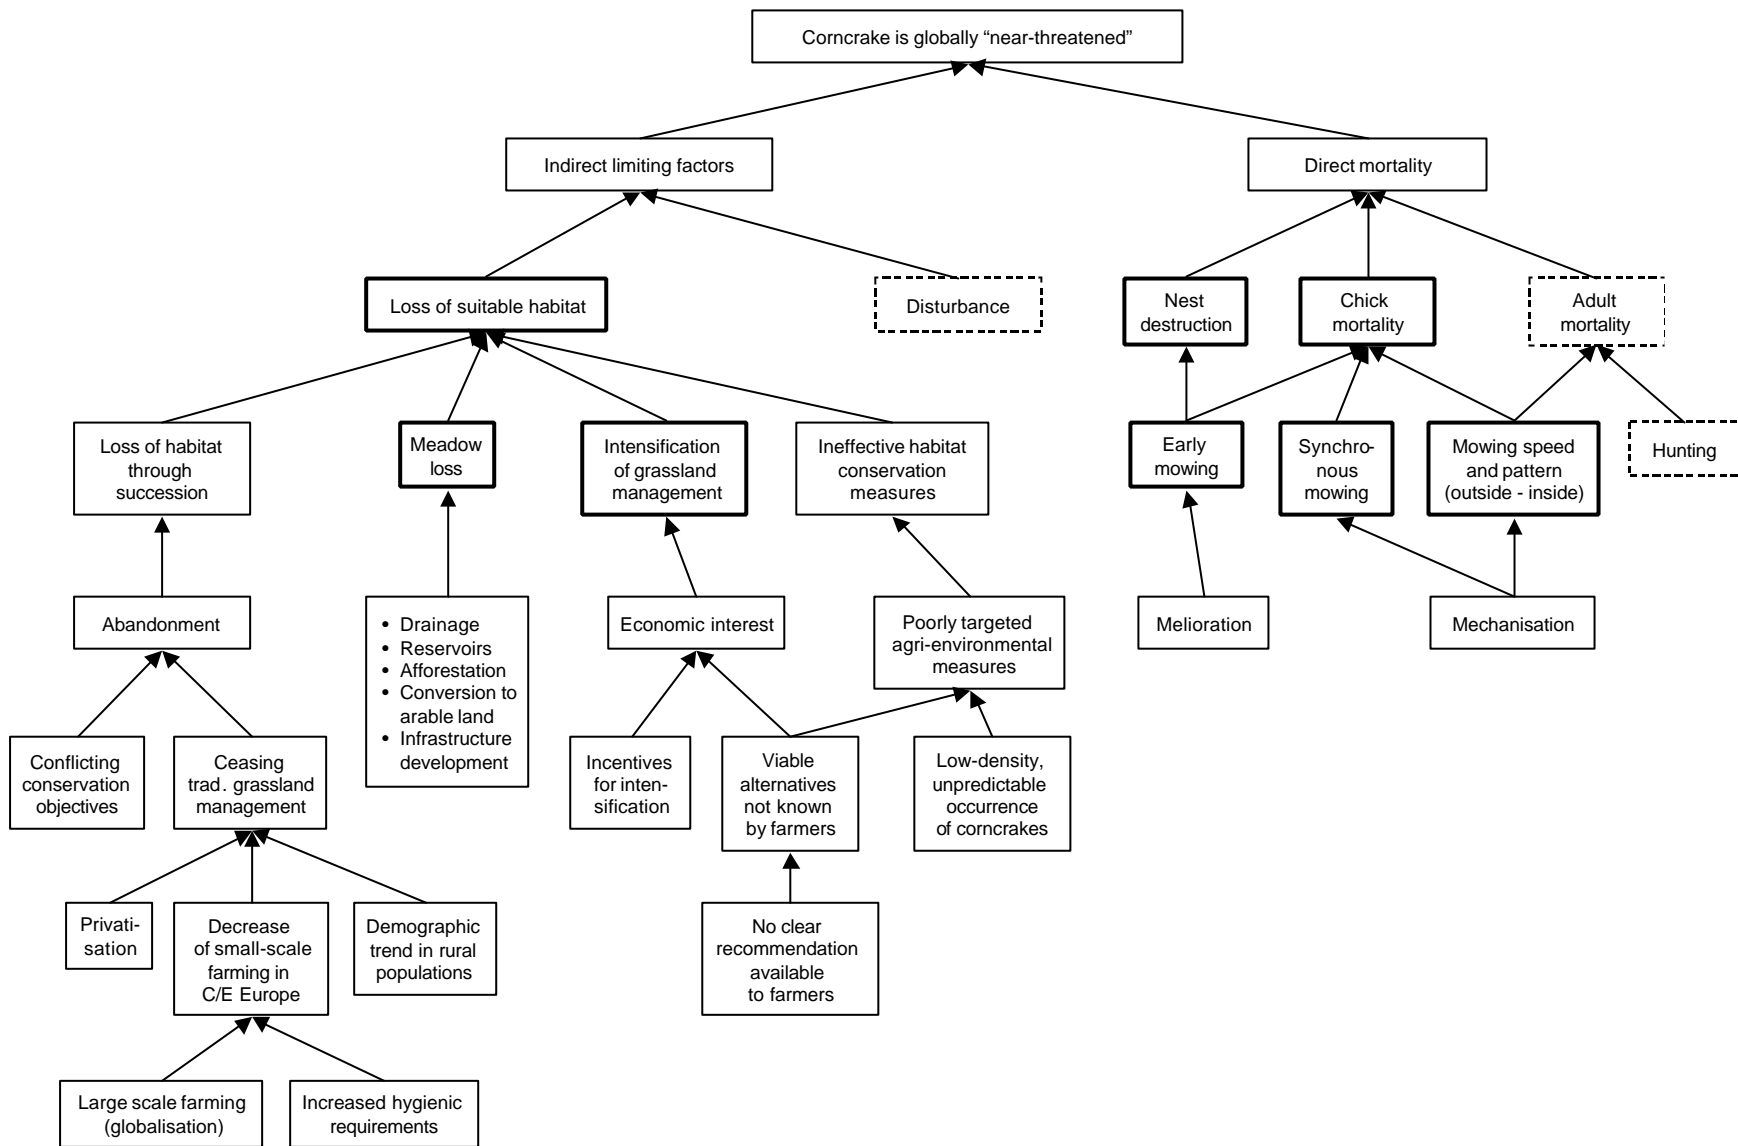 Corncrake is globally “near-threatened”
Indirect limiting factors
Direct mortality
Loss of suitable habitat
Disturbance
Nest
destruction
Chick
mortality
Adult
mortality
Loss of habitat
through
succession
Meadow
loss
Intensification
of grassland
management
Ineffective habitat
conservation
measures
Early
mowing
Synchro-
nous
mowing
Mowing speed
and pattern
(outside - inside)
Hunting
Abandonment
• Drainage
• Reservoirs
• Afforestation
• Conversion to
arable land
• Infrastructure
development
Economic interest
Poorly targeted
agri-environmental
measures
Melioration
Mechanisation
Conflicting
conservation
objectives
Ceasing
trad. grassland
management
Incentives
for inten-
sification
Viable
alternatives
not known
by farmers
Low-density,
unpredictable
occurrence
of corncrakes
Privati-
sation
Decrease
of small-scale
farming in
C/E Europe
Demographic
trend in rural
populations
No clear
recommendation
available
to farmers
Large scale farming
(globalisation)
Increased hygienic
requirements